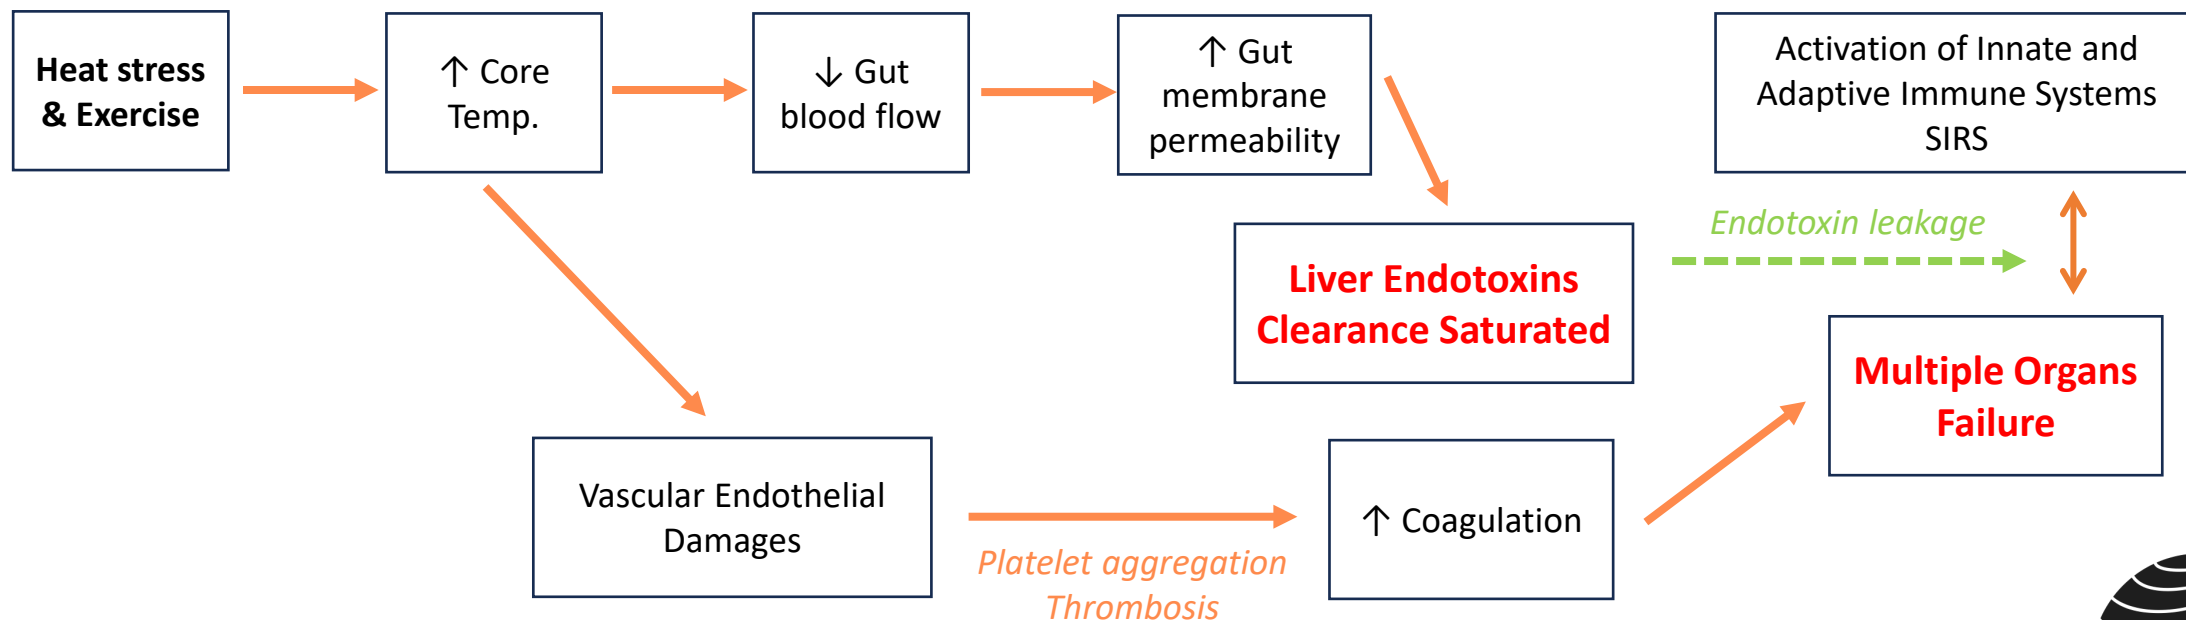 Heat stress
& Exercise
↑ Core
Temp.
↓ Gut
blood flow
↑ Gut
membrane
permeability
Activation of Innate and
Adaptive Immune Systems
SIRS
Endotoxin leakage
Liver Endotoxins
Clearance Saturated
Multiple Organs
Failure
Vascular Endothelial
Damages
Platelet aggregation
Thrombosis
↑ Coagulation